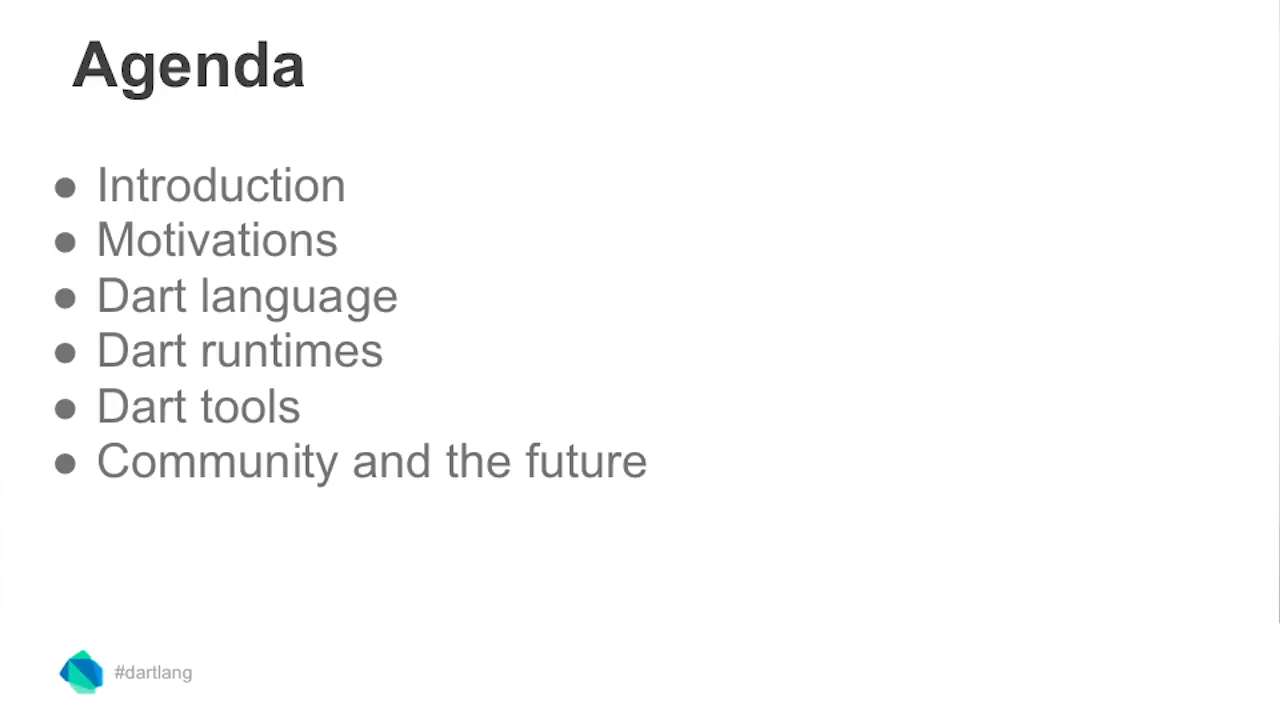 Agenda
● Introduction
● Motivations
● Dart language
● Dart runtimes
● Dart tools
● Community and the future
#dartlang